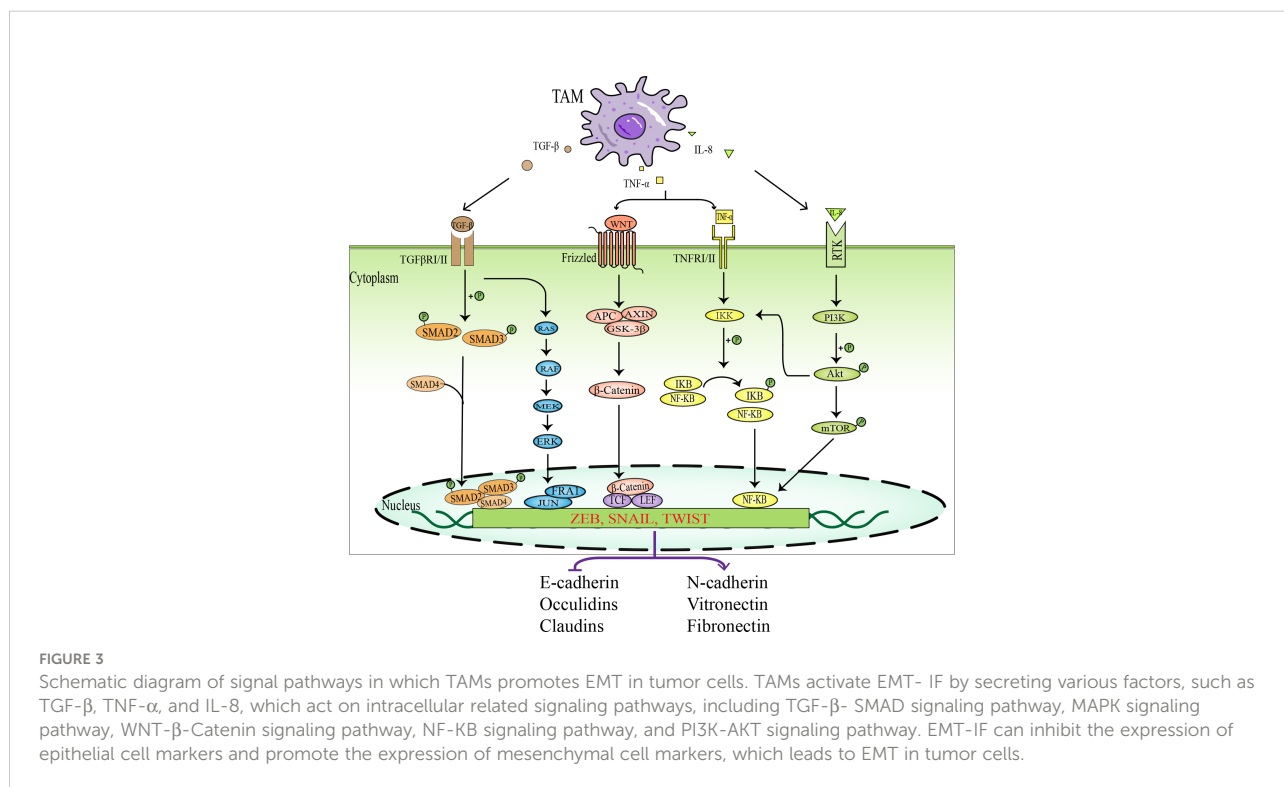 TAM
TGF-β
IL-8
TNF-α
TGF-β
WNT
TNF-α
IL-8
RTK
TGFβRI/II
Frizzled
TNFRI/II
Cytoplasm
+ P
APC
AXIN
GSK-3β
IKK
PI3K
P
SMAD2
P
SMAD3
RAS
+ P
+ P
RAF
Akt
P
SMAD4
β-Catenin
IKB
NF-KB
P
IKB
NF-KB
MEK
mTOR
P
ERK
Nucleus
P
SMAD2
SMAD3
P
SMAD4
FRA1
JUN
β-Catenin
TCF
LEF
NF-KB
ZEB, SNAIL, TWIST
E-cadherin
Occulidins
Claudins
N-cadherin
Vitronectin
Fibronectin
FIGURE 3
Schematic diagram of signal pathways in which TAMs promotes EMT in tumor cells. TAMs activate EMT- IF by secreting various factors, such as
TGF-β, TNF-α, and IL-8, which act on intracellular related signaling pathways, including TGF-β- SMAD signaling pathway, MAPK signaling
pathway, WNT-β-Catenin signaling pathway, NF-KB signaling pathway, and PI3K-AKT signaling pathway. EMT-IF can inhibit the expression of
epithelial cell markers and promote the expression of mesenchymal cell markers, which leads to EMT in tumor cells.